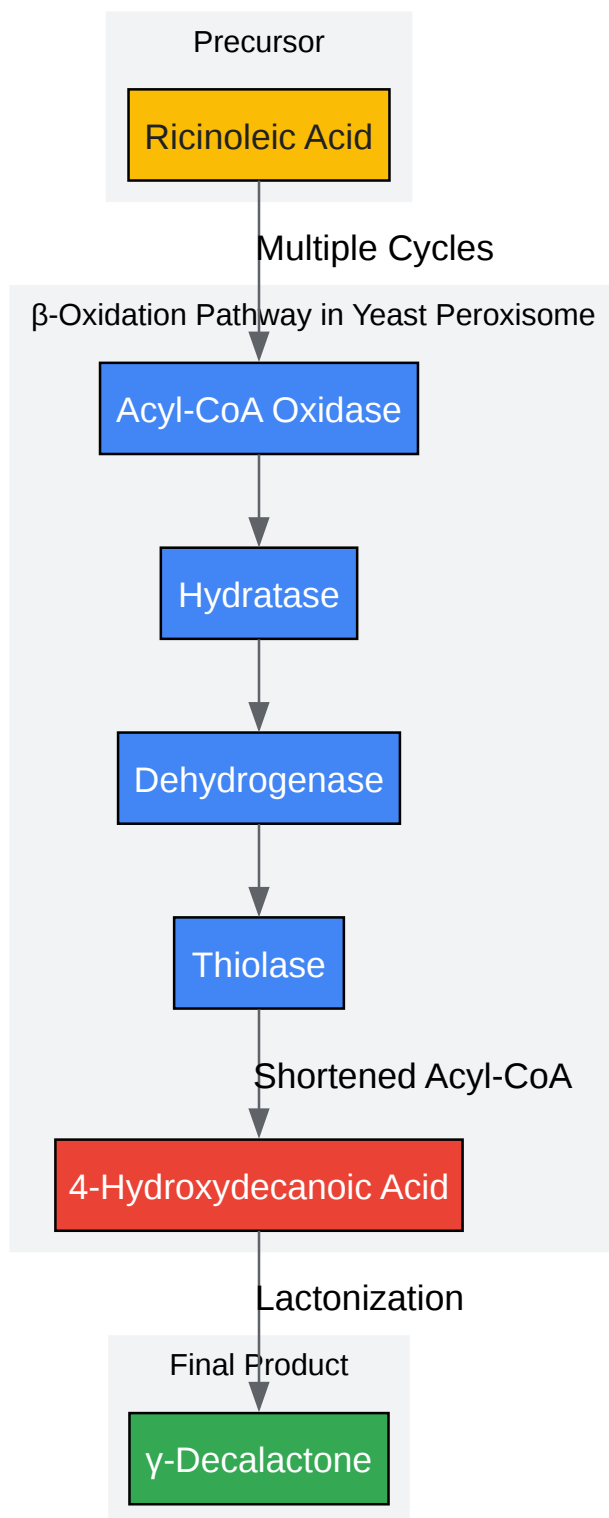 Precursor
Ricinoleic Acid
Multiple Cycles
β-Oxidation Pathway in Yeast Peroxisome
Acyl-CoA Oxidase
Hydratase
Dehydrogenase
Thiolase
Shortened Acyl-CoA
4-Hydroxydecanoic Acid
Lactonization
Final Product
γ-Decalactone